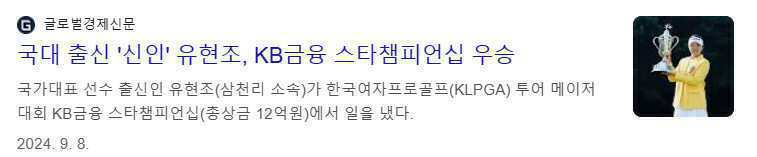 글로벌경제신문
국대 출신 '신인' 유현조, KB금융 스타챔피언십 우승
국가대표 선수 출신인 유현조(삼천리 소속)가 한국여자프로골프(KLPGA) 투어 메이저
대회 KB금융 스타챔피언십(총상금 12억원)에서 일을 냈다.
2024. 9. 8.